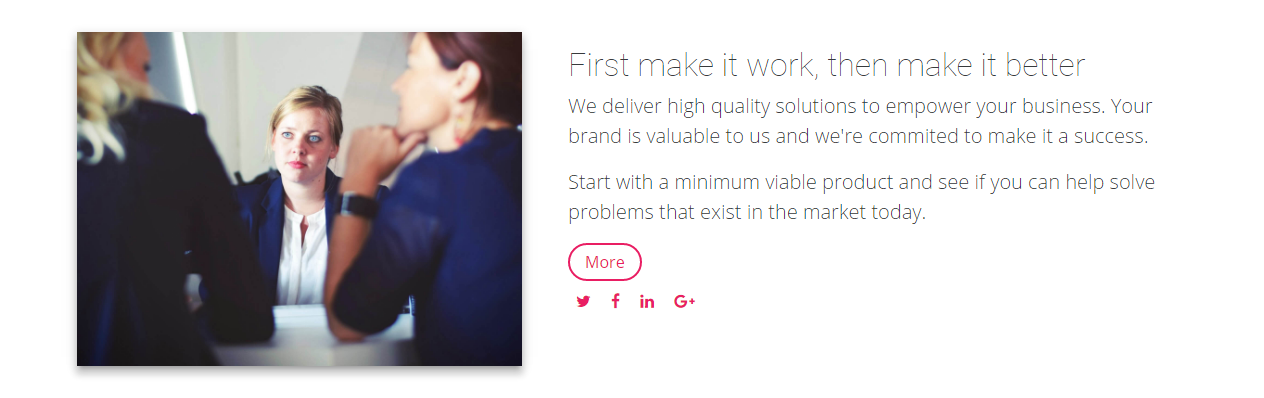 First make it work, then make it better
We deliver high quality solutions to empower your business. Your
brand is valuable to us and we're commited to make it a success.
Start with a minimum viable product and see if you can help solve
problems that exist in the market today.
More